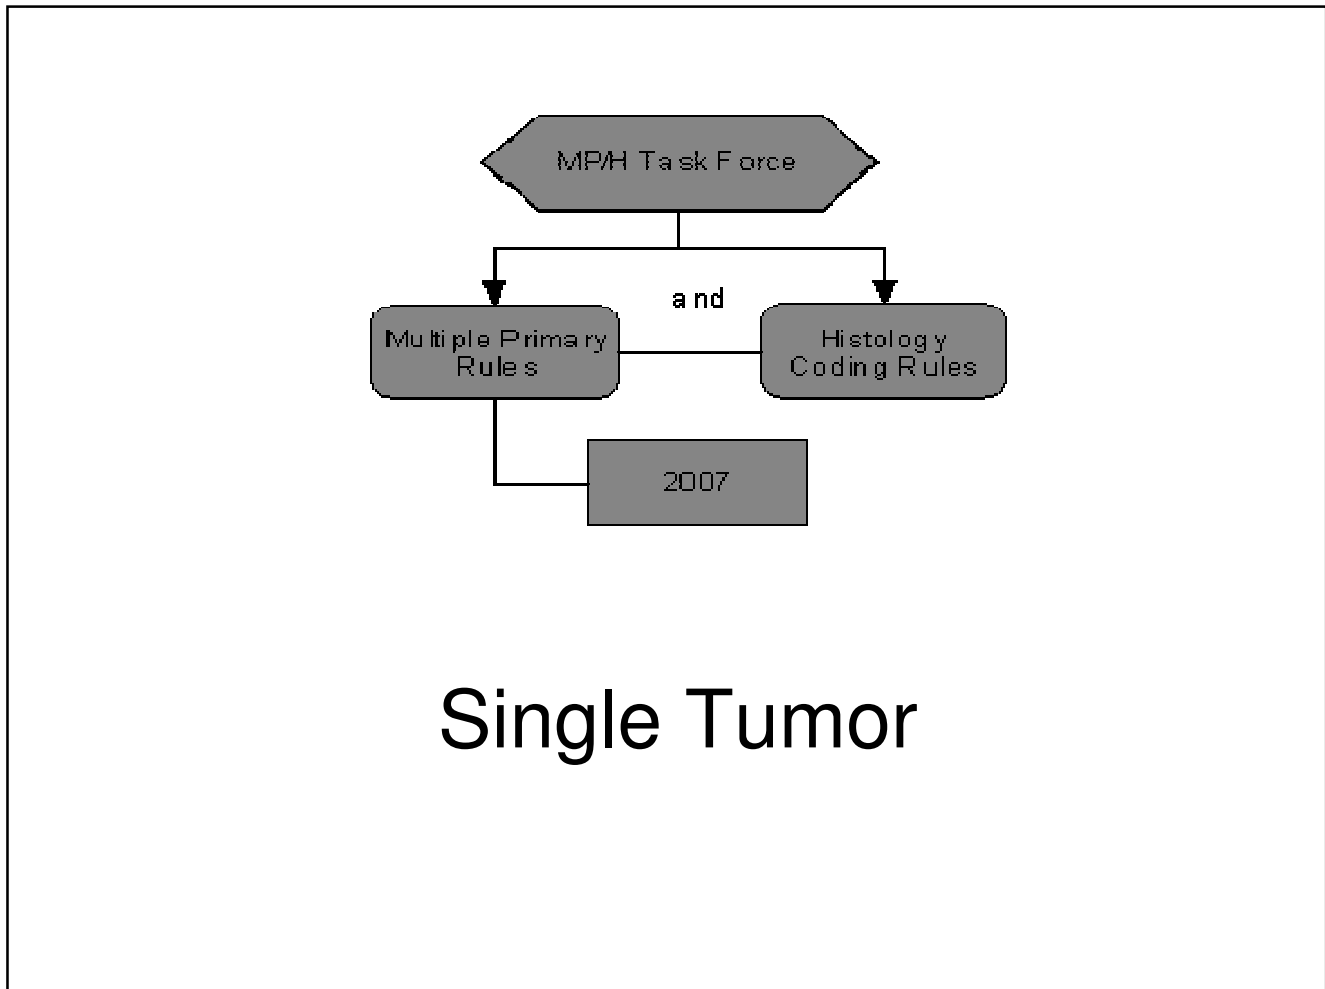 MP/H Task Force
and
Multiple Primary
Rules
Histology
Coding Rules
2007
Single Tumor